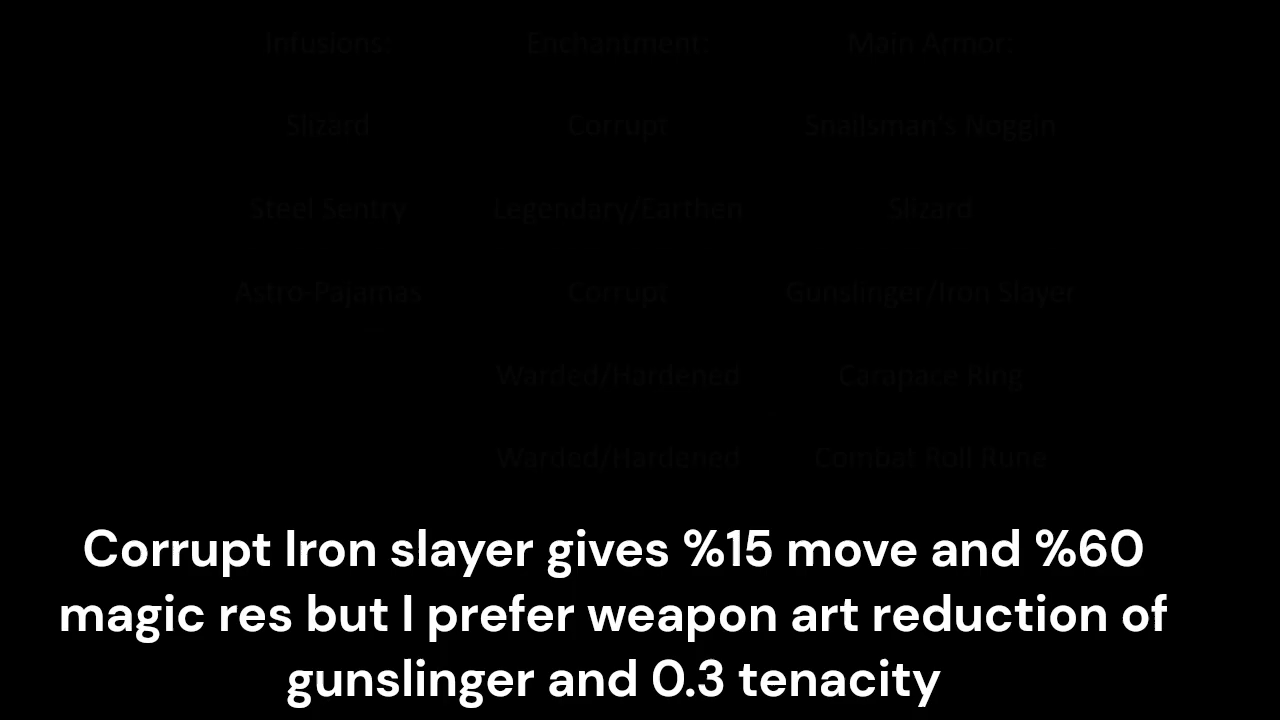 Infusions: Enchantment: Main Armor:
Slizard Corrupt Snailsman's Noggin
Steel Sentry Legendary/Earthen Slizard
Astro-Pajamas Corrupt Gunslinger/Iron Slayer
Warded/Hardened Carapace Ring
Warded/Hardened Combat Roll Rune
Corrupt Iron slayer gives %15 move and %60
magic res but I prefer weapon art reduction of
gunslinger and 0.3 tenacity